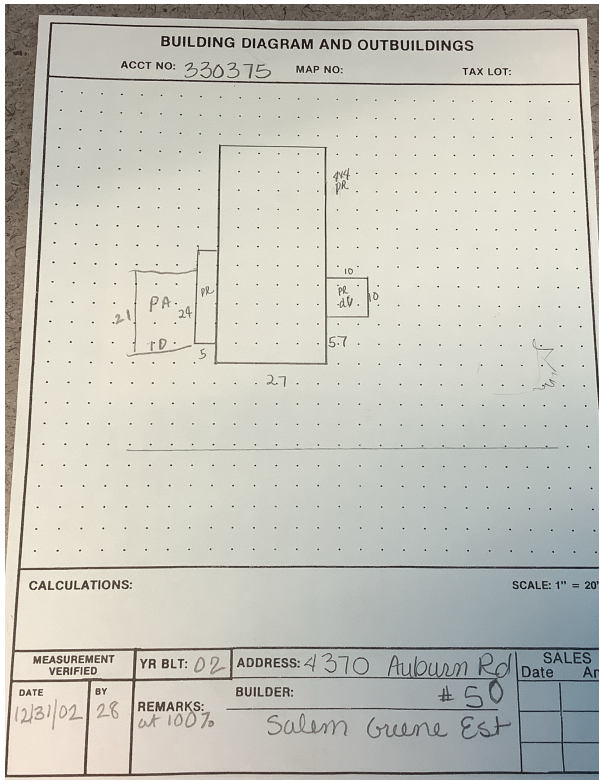 BUILDING DIAGRAM AND OUTBUILDINGS
ACCT NO: 330375 MAP NO: TAX LOT:
4x4
PR
10
PR
10
PR
PA
24
21
10
5
57
27
CALCULATIONS:
SCALE: 1" = 20'
MEASUREMENT
VERIFIED
YR BLT: 02
ADDRESS: 4370 Auburn Rd
SALES
Date
DATE
BY
12/31/02
28
REMARKS:
at 100%
BUILDER:
# 50
Salem Greene Est